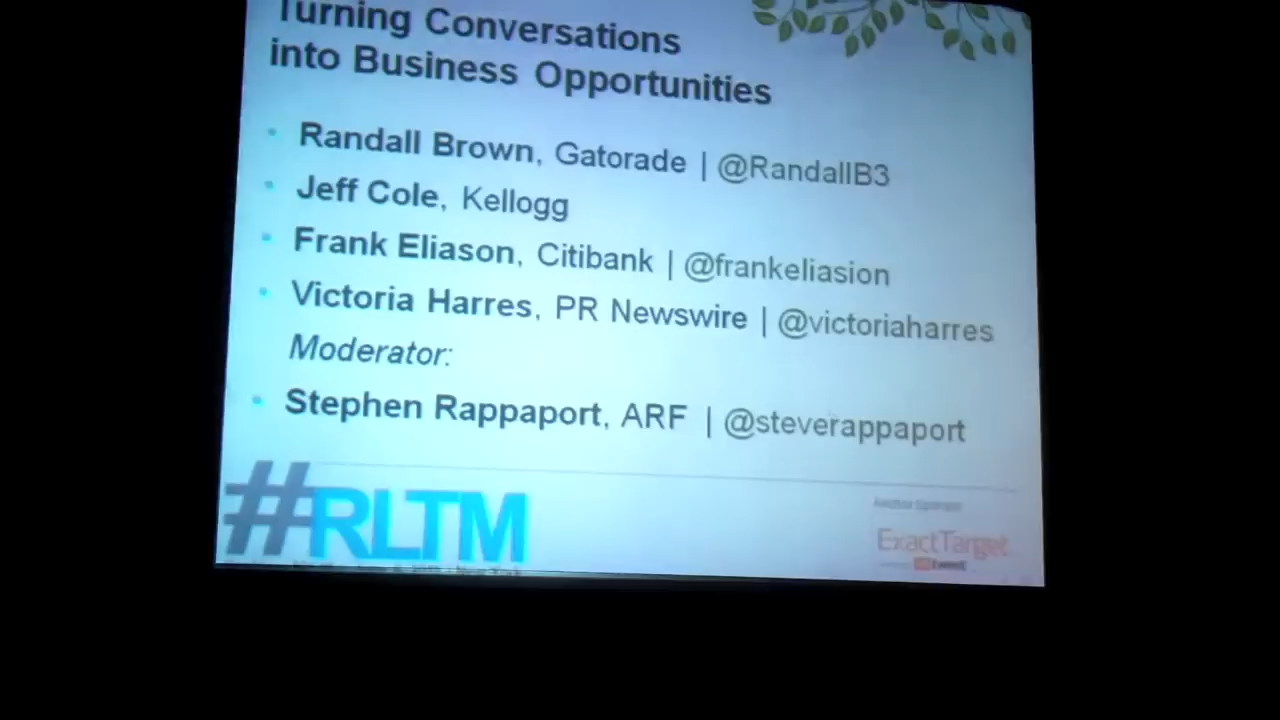 Turning Conversations
into Business Opportunities
Randall Brown, Gatorade | @RandallB3
Jeff Cole, Kellogg
Frank Eliason, Citibank | @frankeliasion
Victoria Harres, PR Newswire | @victoriaharres
Moderator:
Stephen Rappaport, ARF | @steverappaport
#RLTM
ExactTarget